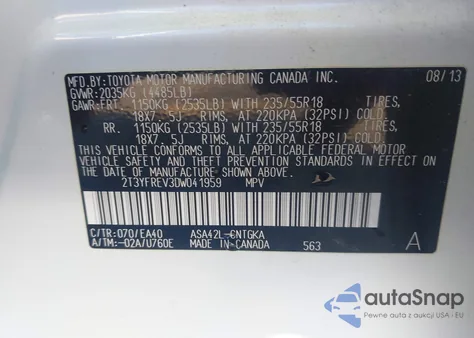 MFD.BY:TOYOTA MOTOR MANUFACTURING CANADA INC. 08/13
GVWR:2035KG (4485LB)
GAWR:FRT. 1150KG (2535LB) WITH 235/55R18 TIRES,
18X7.5J RIMS, AT 220KPA (32PSI) COLD
RR. 1150KG (2535LB) WITH 235/55R18 TIRES,
18X7.5J RIMS, AT 220KPA (32PSI) COLD
THIS VEHICLE CONFORMS TO ALL APPLICABLE FEDERAL MOTOR
VEHICLE SAFETY, BUMPER, AND THEFT PREVENTION STANDARDS
IN EFFECT ON THE DATE OF MANUFACTURE SHOWN ABOVE.
2T3YFREV3DW041959 MPV
C/TR:070/EA40 ASA42L-CNTGKA
A/TM:-02A/U760E MADE IN CANADA 563 A
autoSnap
Pewne auta z aukcji USA - EU